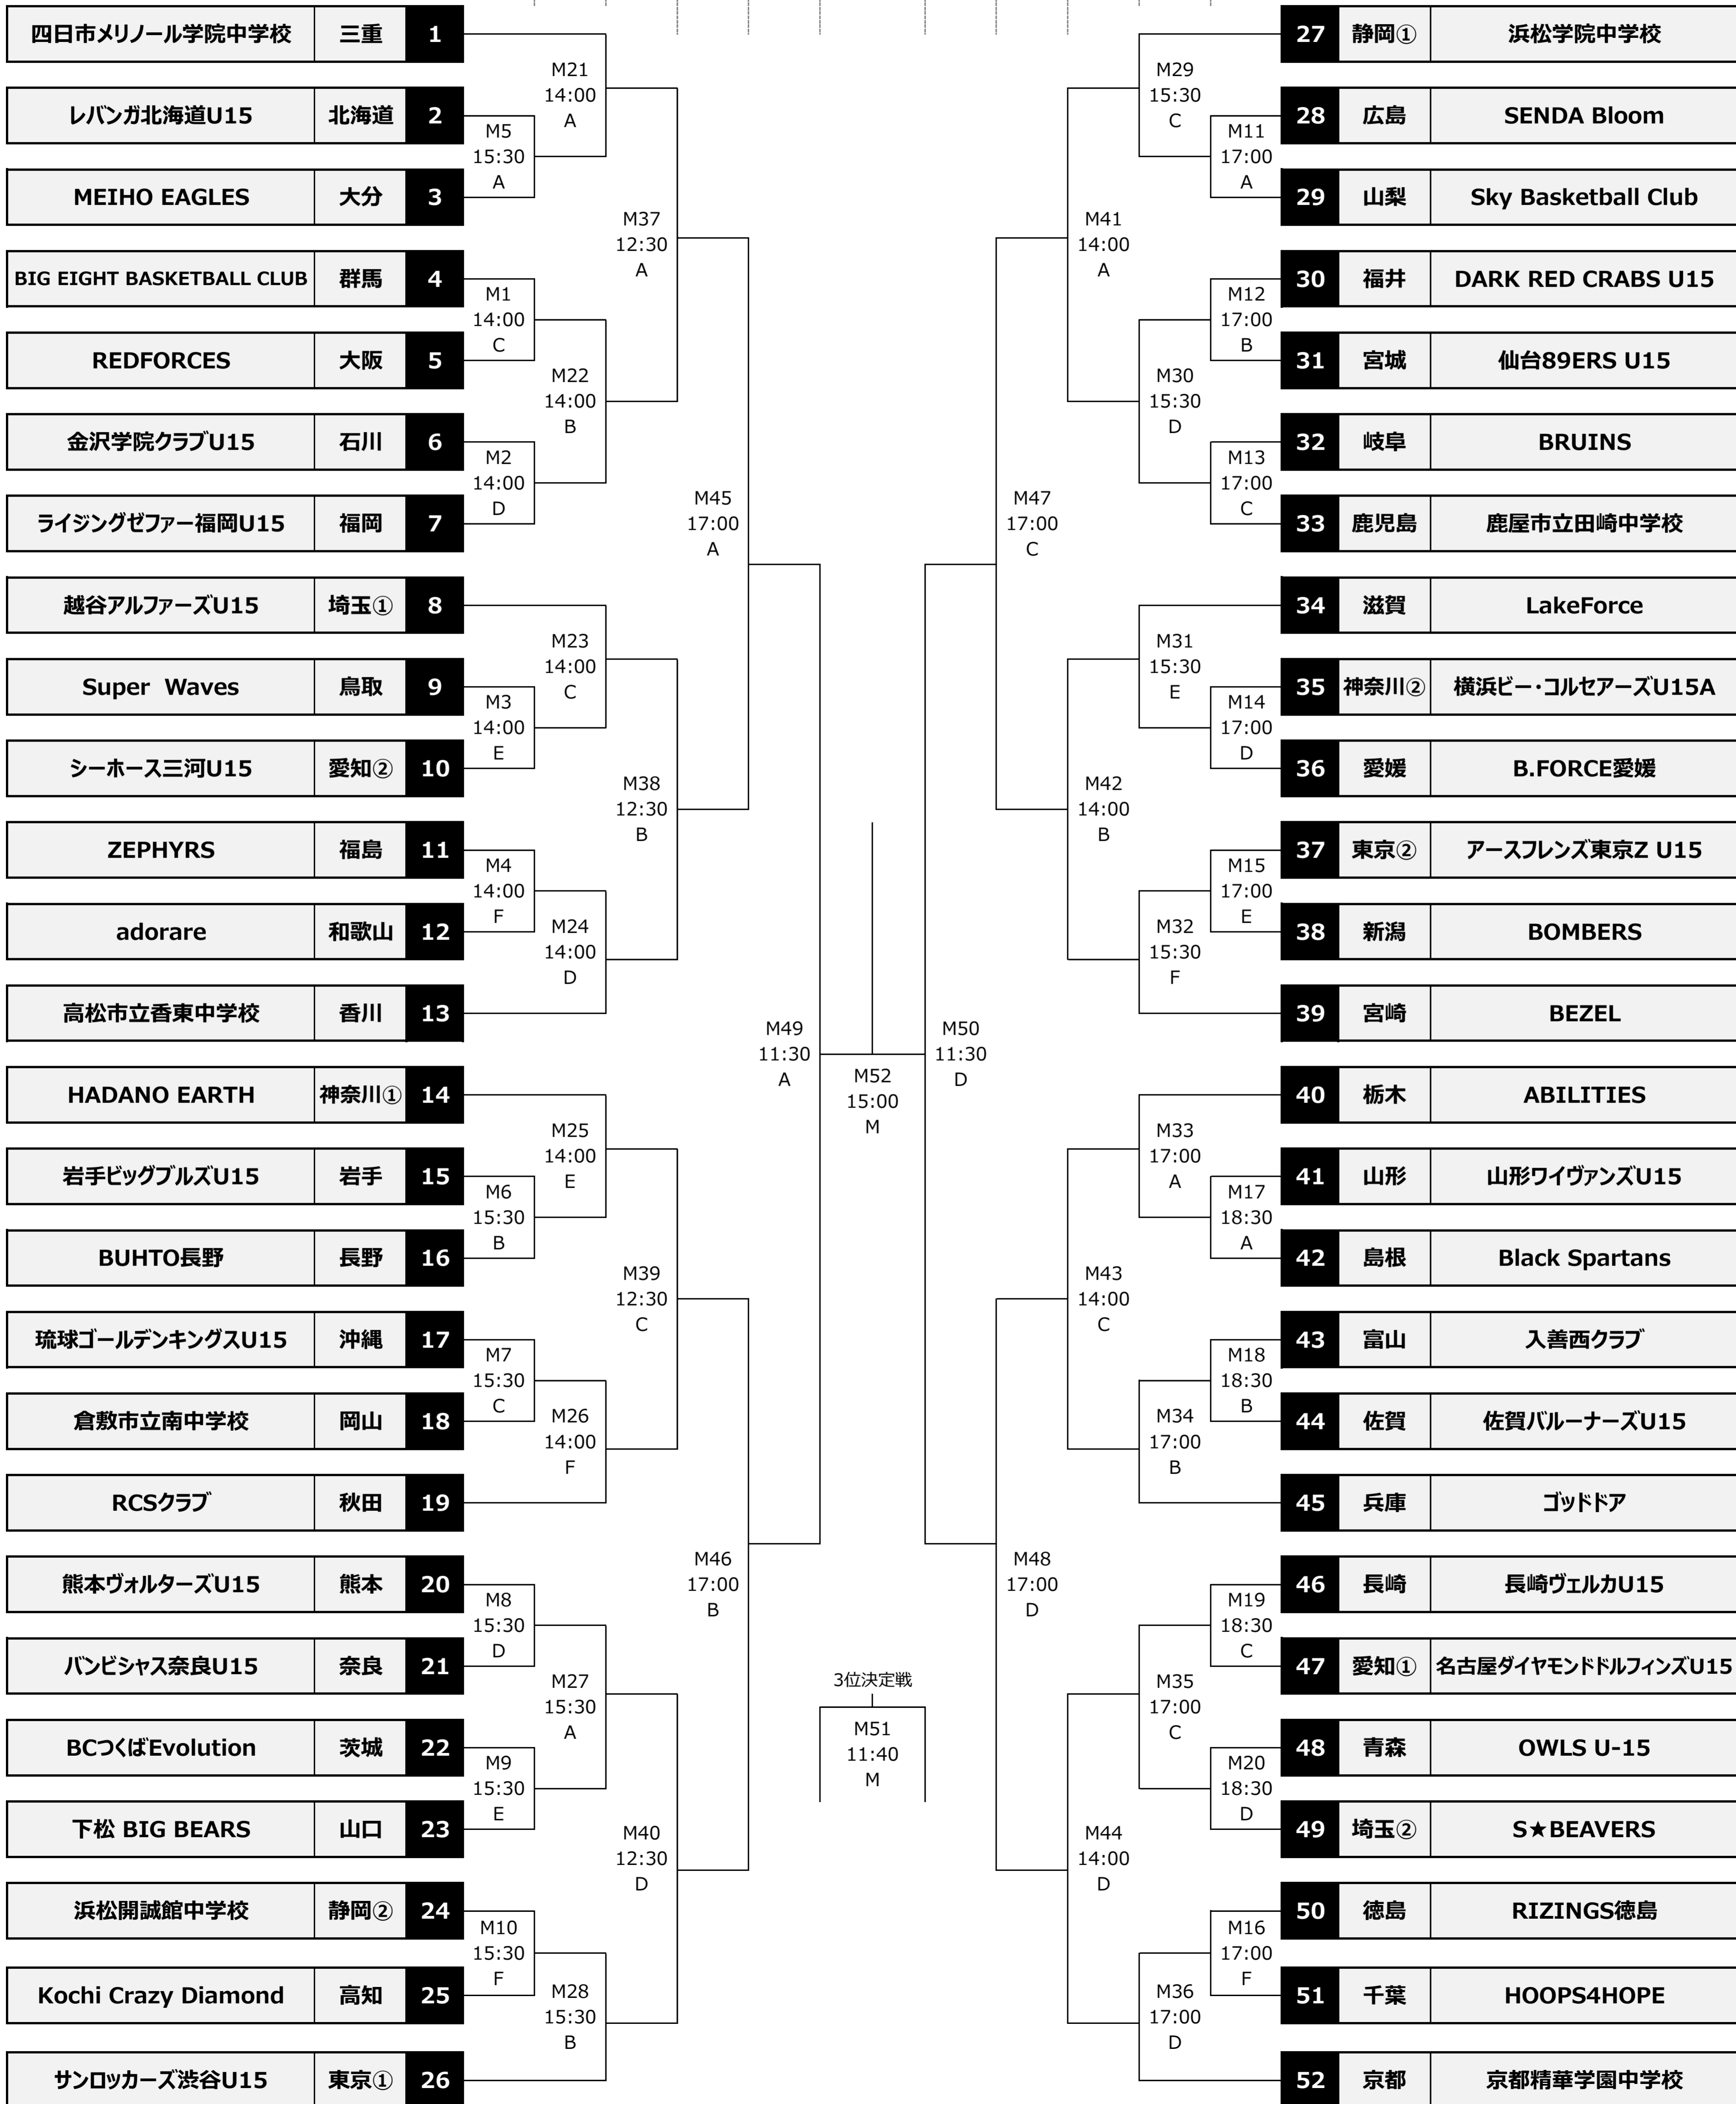 四日市メリノール学院中学校 三重 1
レバンガ北海道U15 北海道 2
MEIHO EAGLES 大分 3
BIG EIGHT BASKETBALL CLUB 群馬 4
REDFORCES 大阪 5
金沢学院クラブU15 石川 6
ライジングゼファー福岡U15 福岡 7
越谷アルファーズU15 埼玉① 8
Super Waves 鳥取 9
シーホース三河U15 愛知② 10
ZEPHYRS 福島 11
adorare 和歌山 12
高松市立香東中学校 香川 13
HADANO EARTH 神奈川① 14
岩手ビッグブルズU15 岩手 15
BUHTO長野 長野 16
琉球ゴールデンキングスU15 沖縄 17
倉敷市立南中学校 岡山 18
RCSクラブ 秋田 19
熊本ヴォルターズU15 熊本 20
バンビシャス奈良U15 奈良 21
BCつくばEvolution 茨城 22
下松 BIG BEARS 山口 23
浜松開誠館中学校 静岡② 24
Kochi Crazy Diamond 高知 25
サンロッカーズ渋谷U15 東京① 26
M5
15:30
A
M1
14:00
C
M2
14:00
D
M3
14:00
E
M4
14:00
F
M6
15:30
B
M7
15:30
C
M8
15:30
D
M9
15:30
E
M10
15:30
F
M21
14:00
A
M22
14:00
B
M23
14:00
C
M24
14:00
D
M25
14:00
E
M26
14:00
F
M27
15:30
A
M28
15:30
B
M37
12:30
A
M38
12:30
B
M39
12:30
C
M40
12:30
D
M45
17:00
A
M46
17:00
B
M49
11:30
A
M52
15:00
M
3位決定戦
M51
11:40
M
M50
11:30
D
M47
17:00
C
M48
17:00
D
M41
14:00
A
M42
14:00
B
M43
14:00
C
M44
14:00
D
M29
15:30
C
M30
15:30
D
M31
15:30
E
M32
15:30
F
M33
17:00
A
M34
17:00
B
M35
17:00
C
M36
17:00
D
M11
17:00
A
M12
17:00
B
M13
17:00
C
M14
17:00
D
M15
17:00
E
M17
18:30
A
M18
18:30
B
M19
18:30
C
M20
18:30
D
M16
17:00
F
27 静岡① 浜松学院中学校
28 広島 SENDA Bloom
29 山梨 Sky Basketball Club
30 福井 DARK RED CRABS U15
31 宮城 仙台89ERS U15
32 岐阜 BRUINS
33 鹿児島 鹿屋市立田崎中学校
34 滋賀 LakeForce
35 神奈川② 横浜ビー・コルセアーズU15A
36 愛媛 B.FORCE愛媛
37 東京② アースフレンズ東京Z U15
38 新潟 BOMBERS
39 宮崎 BEZEL
40 栃木 ABILITIES
41 山形 山形ワイヴァンズU15
42 島根 Black Spartans
43 富山 入善西クラブ
44 佐賀 佐賀バルーナーズU15
45 兵庫 ゴッドドア
46 長崎 長崎ヴェルカU15
47 愛知① 名古屋ダイヤモンドドルフィンズU15
48 青森 OWLS U-15
49 埼玉② S★BEAVERS
50 徳島 RIZINGS徳島
51 千葉 HOOPS4HOPE
52 京都 京都精華学園中学校